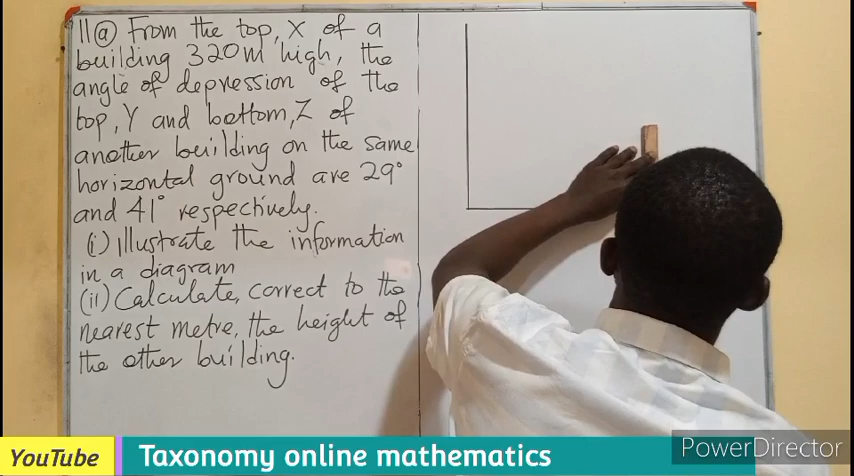 11(a) From the top, X of a
building 320m high, the
angle of depression of the
top, Y and bottom, Z of
another building on the same
horizontal ground are 29°
and 41° respectively.
(i) Illustrate the information
in a diagram
(ii) Calculate, correct to the
nearest metre, the height of
the other building.
YouTube Taxonomy online mathematics
PowerDirector